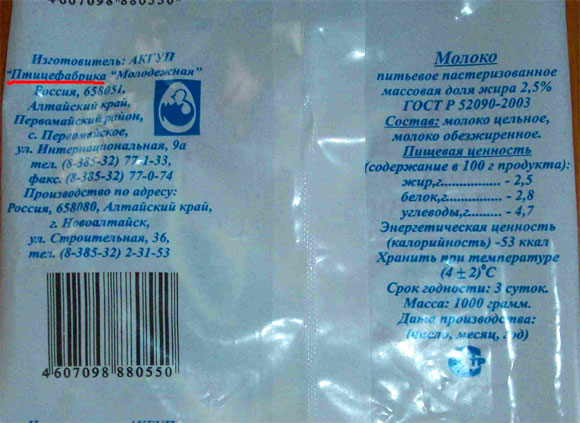 4607098 880550
Изготовитель: АКГУП
"Птицефабрика "Молодежная"
Россия, 658051,
Алтайский край,
Первомайский район,
с. Первомайское,
ул. Интернациональная, 9а
тел. (8-385-32) 77-1-33,
факс. (8-385-32) 77-0-74
Производство по адресу:
Россия, 658080, Алтайский край,
г. Новоалтайск,
ул. Строительная, 36,
тел. (8-385-32) 2-31-53
4 607098 880550
Молоко
питьевое пастеризованное
массовая доля жира 2,5%
ГОСТ Р 52090-2003
Состав: молоко цельное,
молоко обезжиренное.
Пищевая ценность
(содержание в 100 г продукта):
жир,г................. - 2,5
белок,г............... - 2,8
углеводы,г.......... - 4,7
Энергетическая ценность
(калорийность) -53 ккал
Хранить при температуре
(4 ± 2)°С
Срок годности: 3 суток.
Масса: 1000 грамм.
Дата производства:
(число, месяц, год)